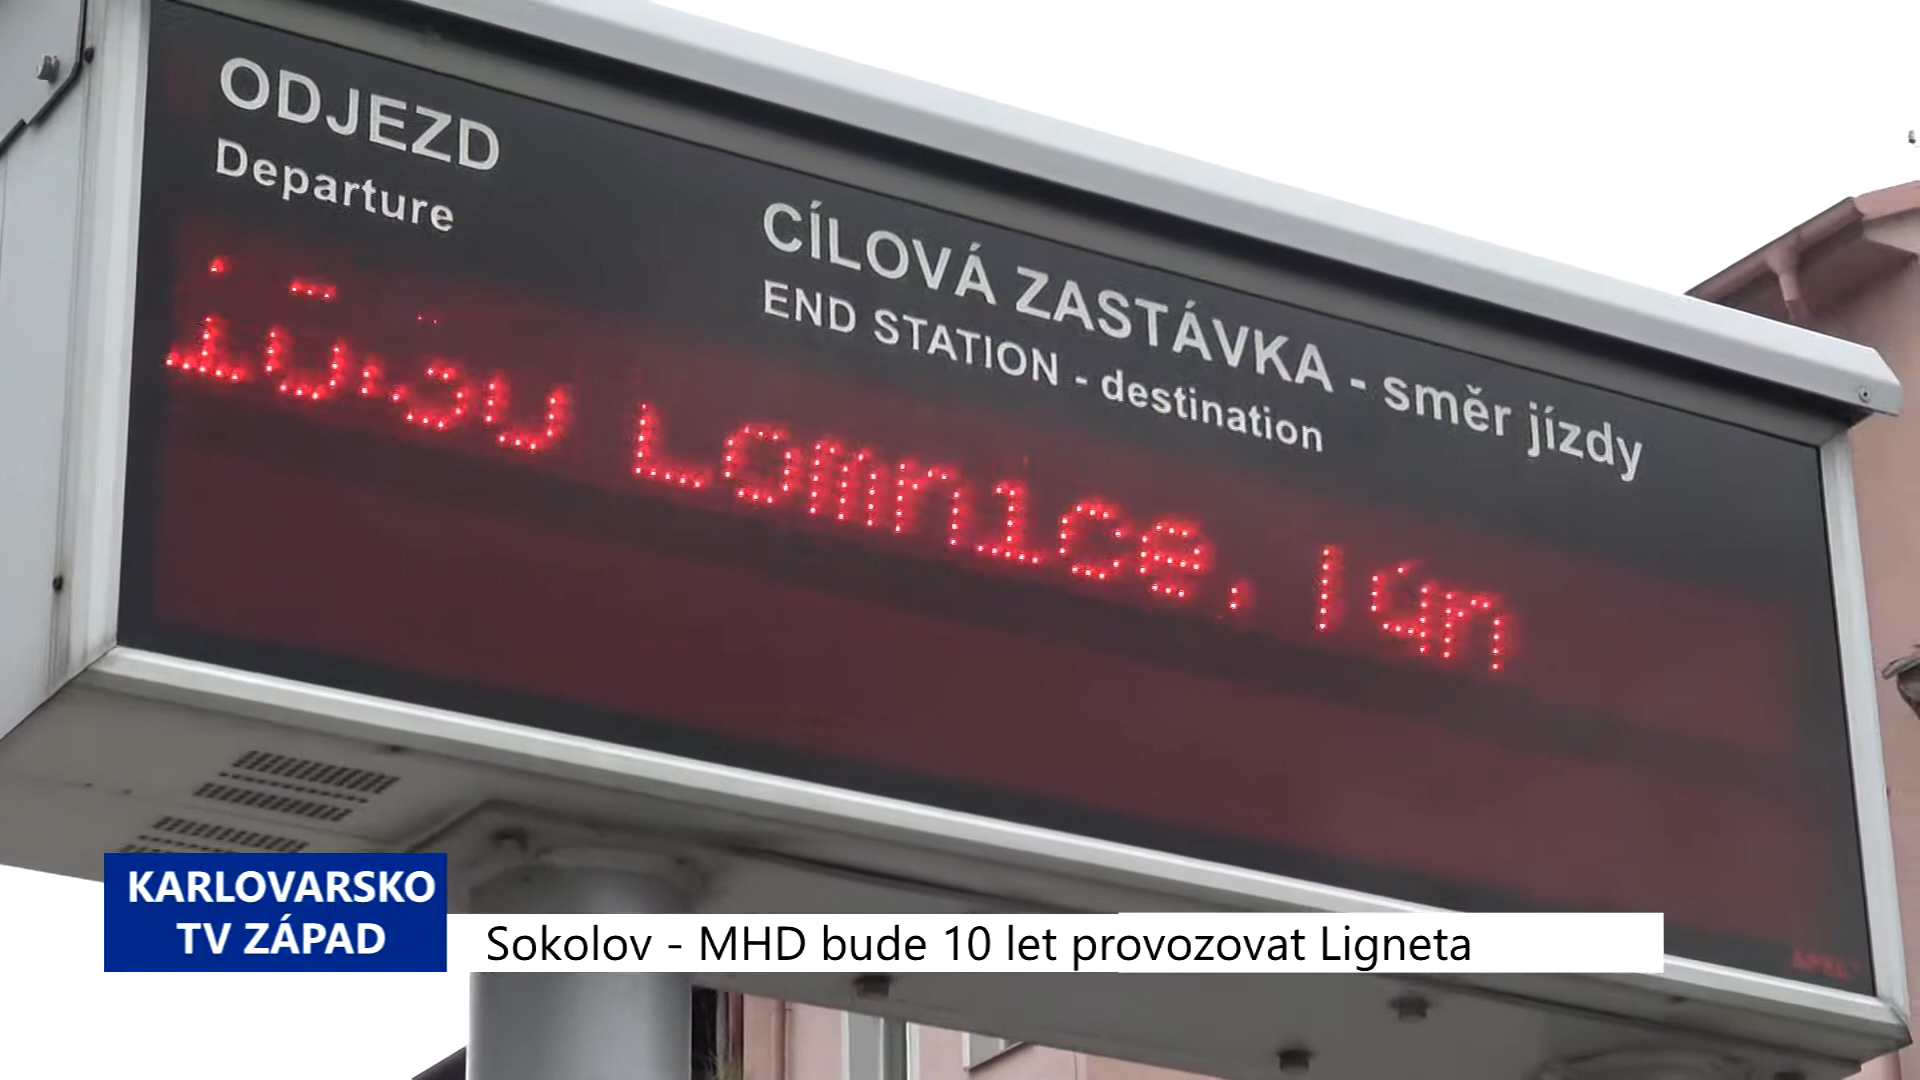 ODJEZD
Departure
CÍLOVÁ ZASTÁVKA - směr jízdy
END STATION - destination
Lomnice,
KARLOVARSKO
TV ZÁPAD
Sokolov - MHD bude 10 let provozovat Ligneta